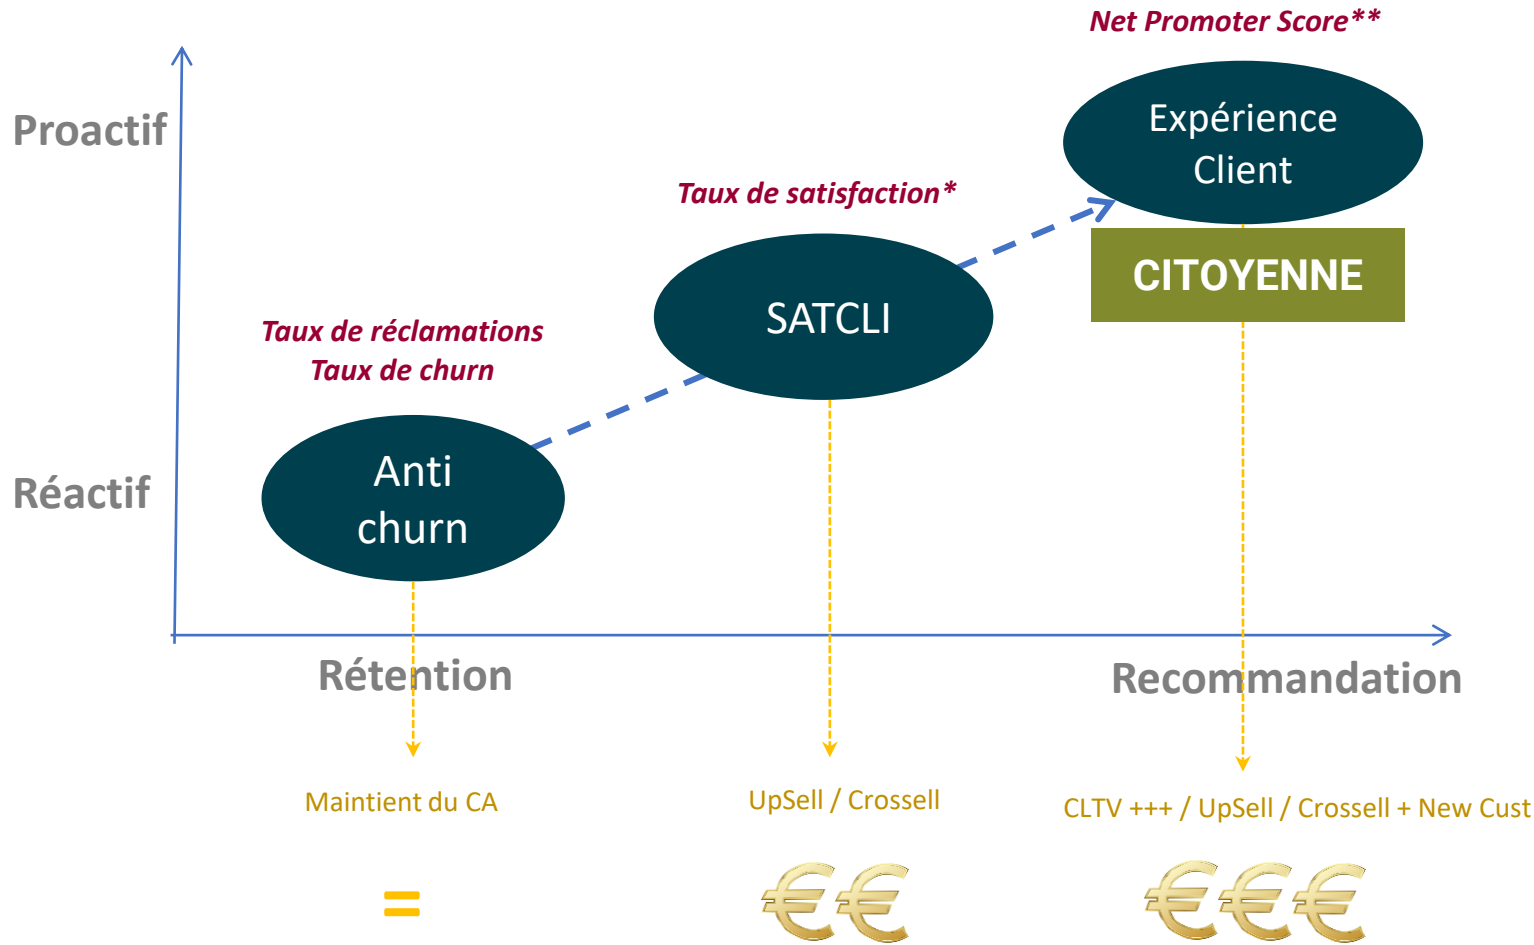 Net Promoter Score**
Proactif
Expérience
Client
Taux de satisfaction*
CITOYENNE
SATCLI
Taux de réclamations
Taux de churn
Anti
churn
Réactif
Rétention
Recommandation
Maintient du CA
UpSell / Crossell
CLTV +++ / UpSell / Crossell + New Cust
=
€€
€€€